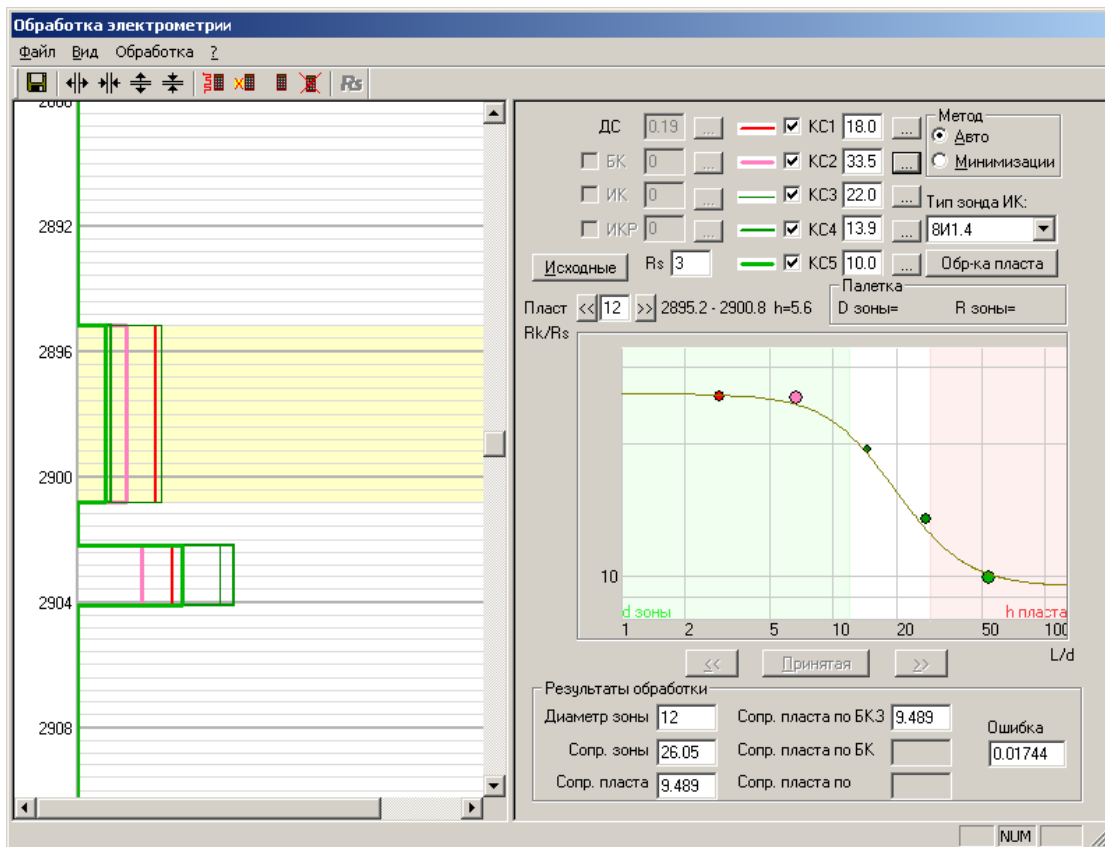 Обработка электрометрии
Файл Вид Обработка ?
Rs
2892
2896
2900
2904
2908
ДС 0.19 ... КС1 18.0 ...
БК 0 ... КС2 33.5 ...
ИК 0 ... КС3 22.0 ...
ИКР 0 ... КС4 13.9 ...
Исходные Rs 3 КС5 10.0 ...
Метод
Авто
Минимизации
Тип зонда ИК:
8И1.4
Обр-ка пласта
Пласт << 12 >> 2895.2 - 2900.8 h=5.6
Палетка
D зоны= R зоны=
Rk/Rs
10
d зоны h пласта
1 2 5 10 20 50 100
L/d
<< Принятая >>
Результаты обработки
Диаметр зоны 12 Сопр. пласта по БКЗ 9.489
Сопр. зоны 26.05 Сопр. пласта по БК
Сопр. пласта 9.489 Сопр. пласта по
Ошибка
0.01744
NUM